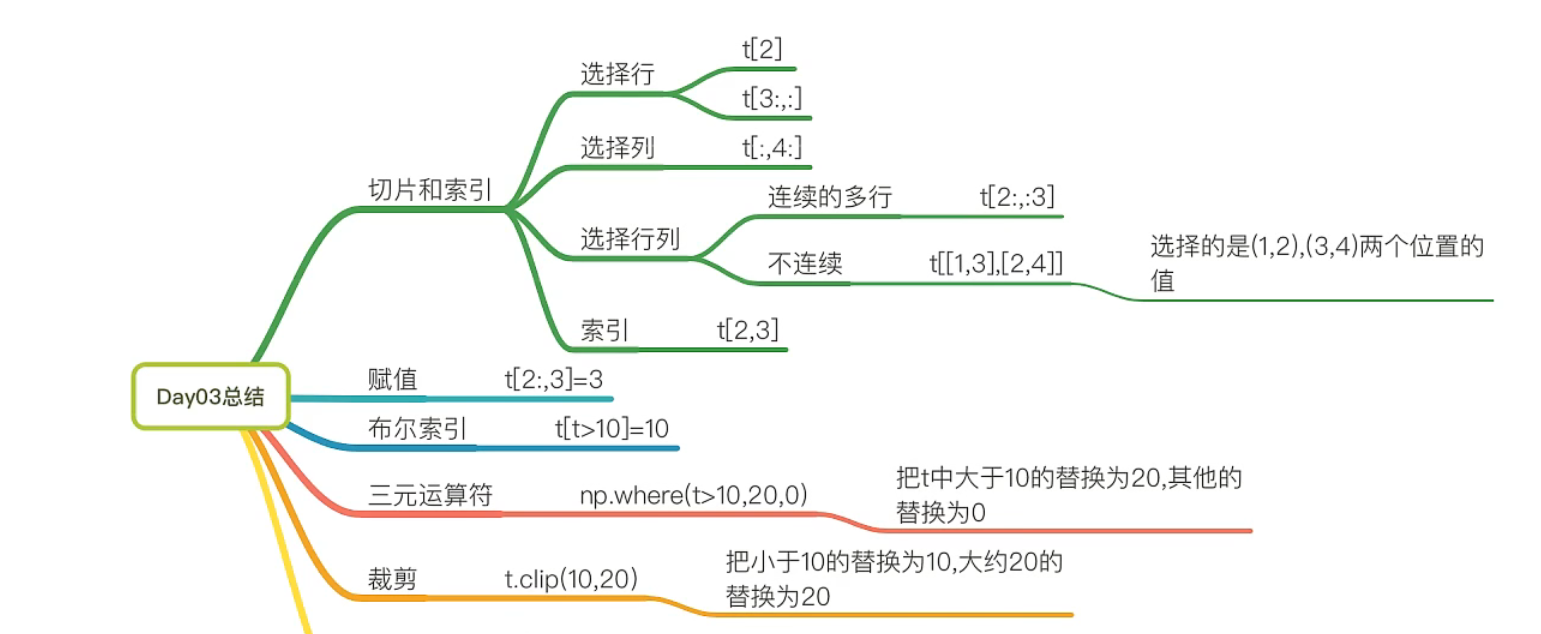 t[2]
选择行
t[3:,:]
选择列 t[:,4:]
切片和索引
连续的多行 t[2:,:3]
选择行列
不连续 t[[1,3],[2,4]]
选择的是(1,2),(3,4)两个位置的
值
索引 t[2,3]
Day03总结
赋值 t[2:,3]=3
布尔索引 t[t>10]=10
三元运算符 np.where(t>10,20,0)
把t中大于10的替换为20,其他的
替换为0
裁剪 t.clip(10,20)
把小于10的替换为10,大约20的
替换为20